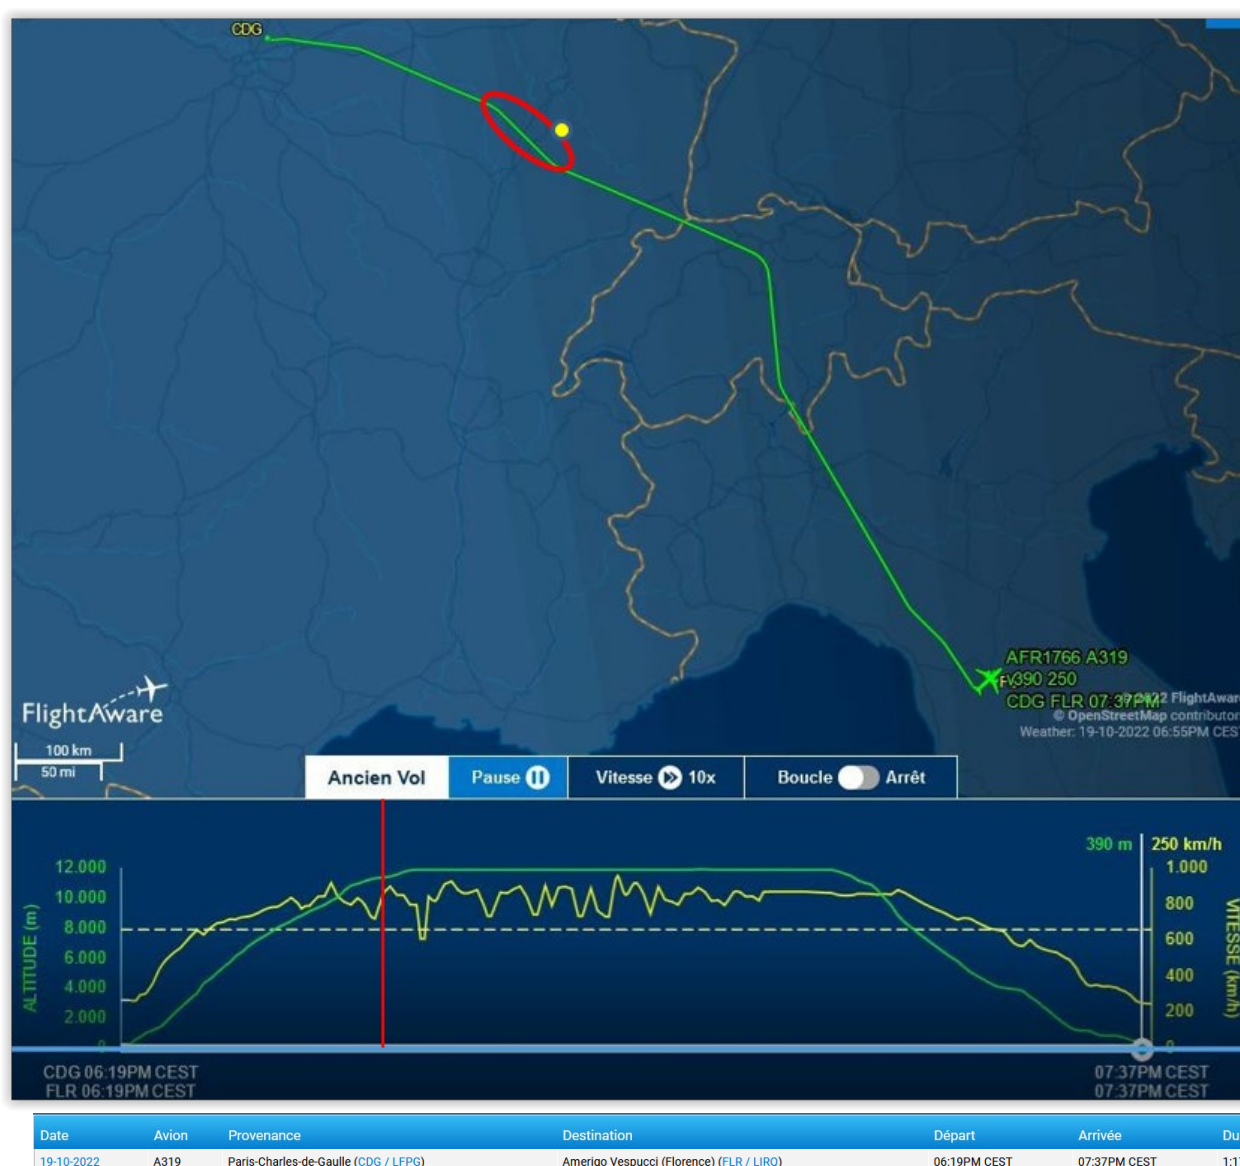 CDG
AFR1766 A319
390 250
CDG FLR 07:37PM
2 FlightAware
© OpenStreetMap contributor
Weather: 19-10-2022 06:55PM CES
FlightAware
100 km
50 mi
Ancien Vol
Pause
Vitesse
10x
Boucle
Arrêt
390 m
250 km/h
12.000
10.000
8.000
6.000
4.000
2.000
0
ALTITUDE (m)
1.000
800
600
400
200
0
VITESSE (km/h)
CDG 06:19PM CEST
FLR 06:19PM CEST
07:37PM CEST
07:37PM CEST
Date Avion Provenance Destination Départ Arrivée Du
19-10-2022 A319 Paris-Charles-de-Gaulle (CDG / LFPG) Amerigo Vespucci (Florence) (FLR / LIRQ) 06:19PM CEST 07:37PM CEST